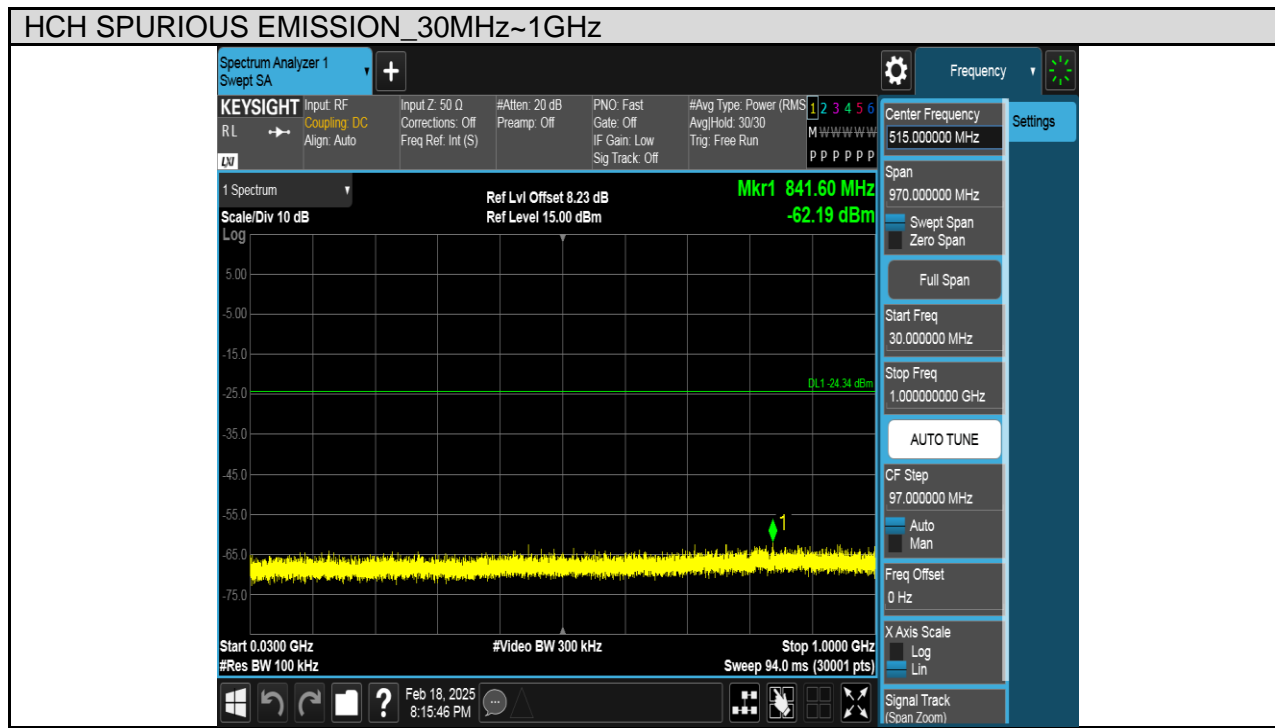 HCH SPURIOUS EMISSION_30MHz~1GHz
Spectrum Analyzer 1
Swept SA
+
Frequency
KEYSIGHT
RL
LXI
Input: RF
Coupling: DC
Align: Auto
Input Z: 50 Ω
Corrections: Off
Freq Ref: Int (S)
#Atten: 20 dB
Preamp: Off
PNO: Fast
Gate: Off
IF Gain: Low
Sig Track: Off
#Avg Type: Power (RMS
Avg|Hold: 30/30
Trig: Free Run
1 2 3 4 5 6
M W W W W W
P P P P P P
Center Frequency
515.000000 MHz
Settings
1 Spectrum
Scale/Div 10 dB
Ref Lvl Offset 8.23 dB
Ref Level 15.00 dBm
Mkr1 841.60 MHz
-62.19 dBm
Log
5.00
-5.00
-15.0
-25.0
-35.0
-45.0
-55.0
-65.0
-75.0
DL1 -24.34 dBm
1
Start 0.0300 GHz
#Res BW 100 kHz
#Video BW 300 kHz
Stop 1.0000 GHz
Sweep 94.0 ms (30001 pts)
Span
970.000000 MHz
Swept Span
Zero Span
Full Span
Start Freq
30.000000 MHz
Stop Freq
1.000000000 GHz
AUTO TUNE
CF Step
97.000000 MHz
Auto
Man
Freq Offset
0 Hz
X Axis Scale
Log
Lin
Signal Track
(Span Zoom)
?
Feb 18, 2025
8:15:46 PM